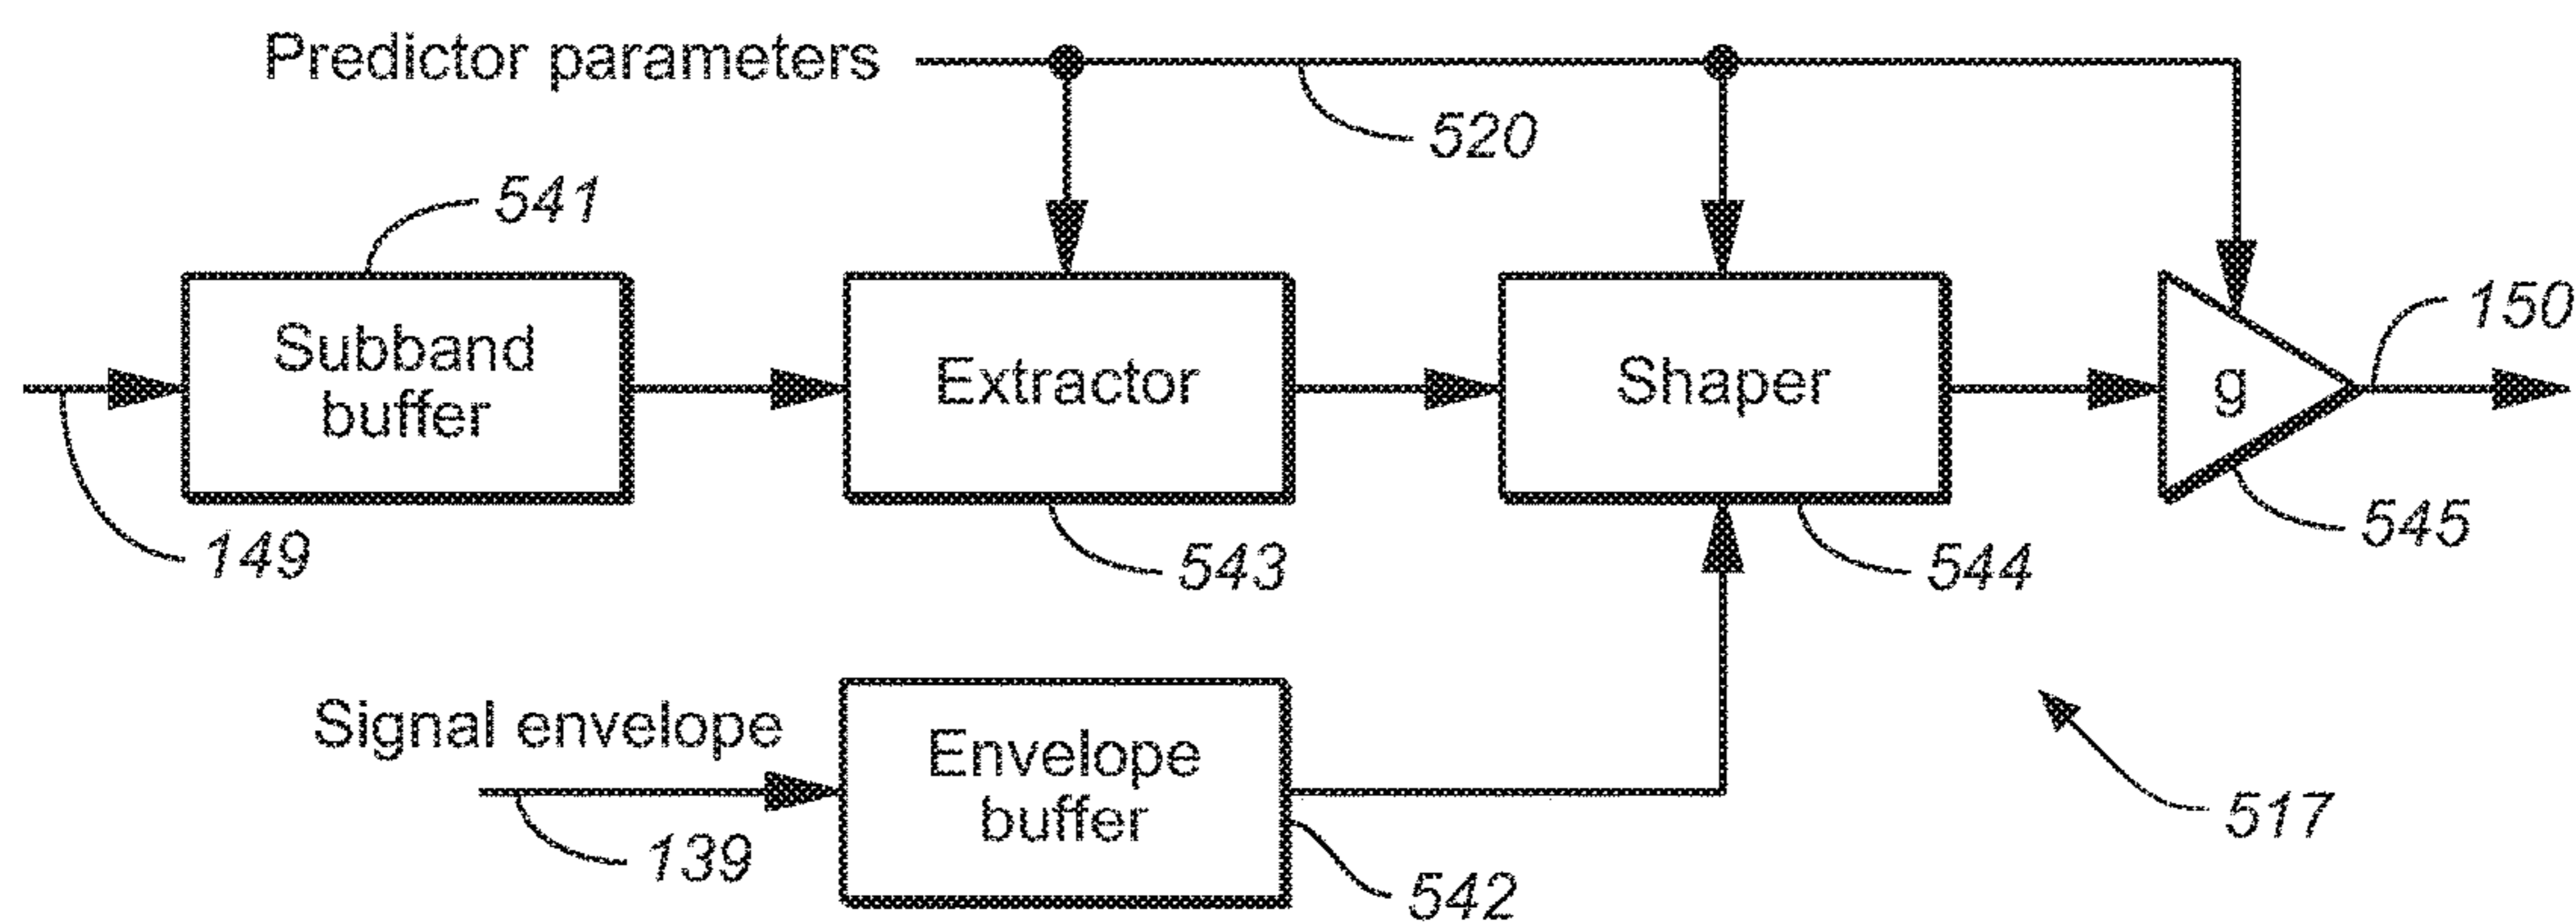 Predictor parameters
520
541
Subband
buffer
Extractor
Shaper
g
150
149
543
544
545
Signal envelope
Envelope
buffer
139
542
517